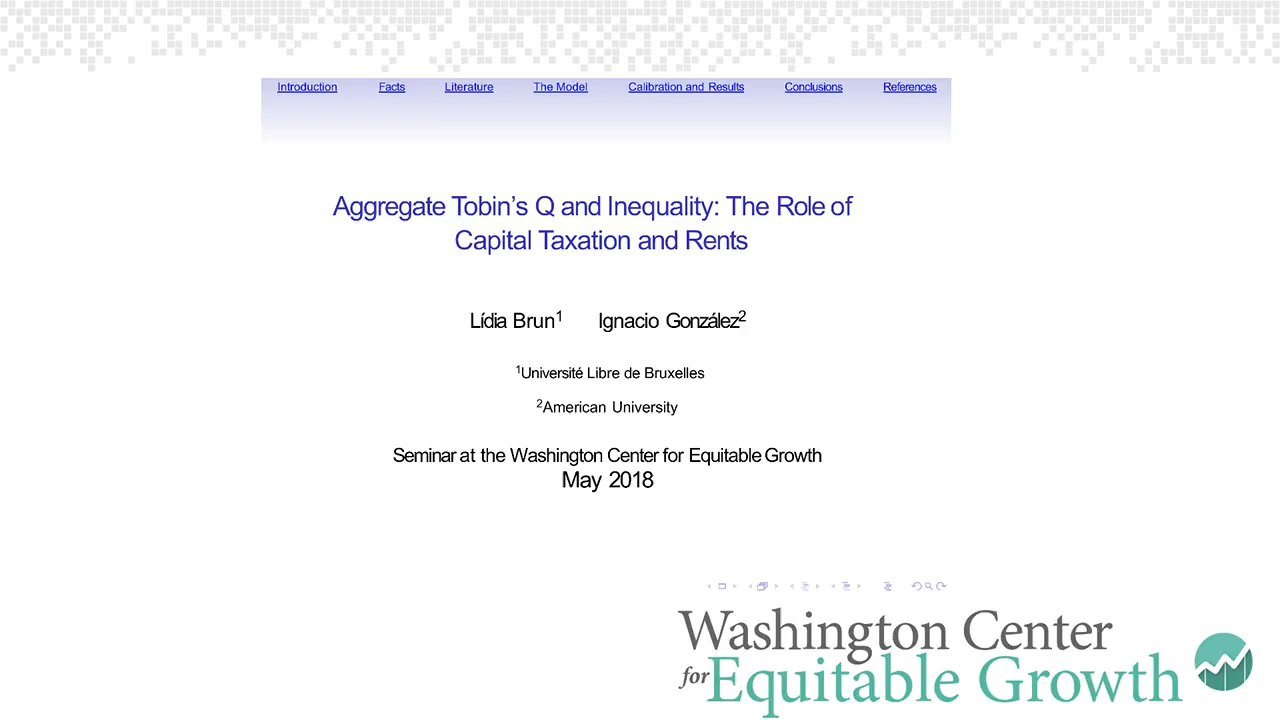 Introduction Facts Literature The Model Calibration and Results Conclusions References
Aggregate Tobin's Q and Inequality: The Role of
Capital Taxation and Rents
Lídia Brun1 Ignacio González2
1Université Libre de Bruxelles
2American University
Seminar at the Washington Center for Equitable Growth
May 2018
Washington Center
for Equitable Growth